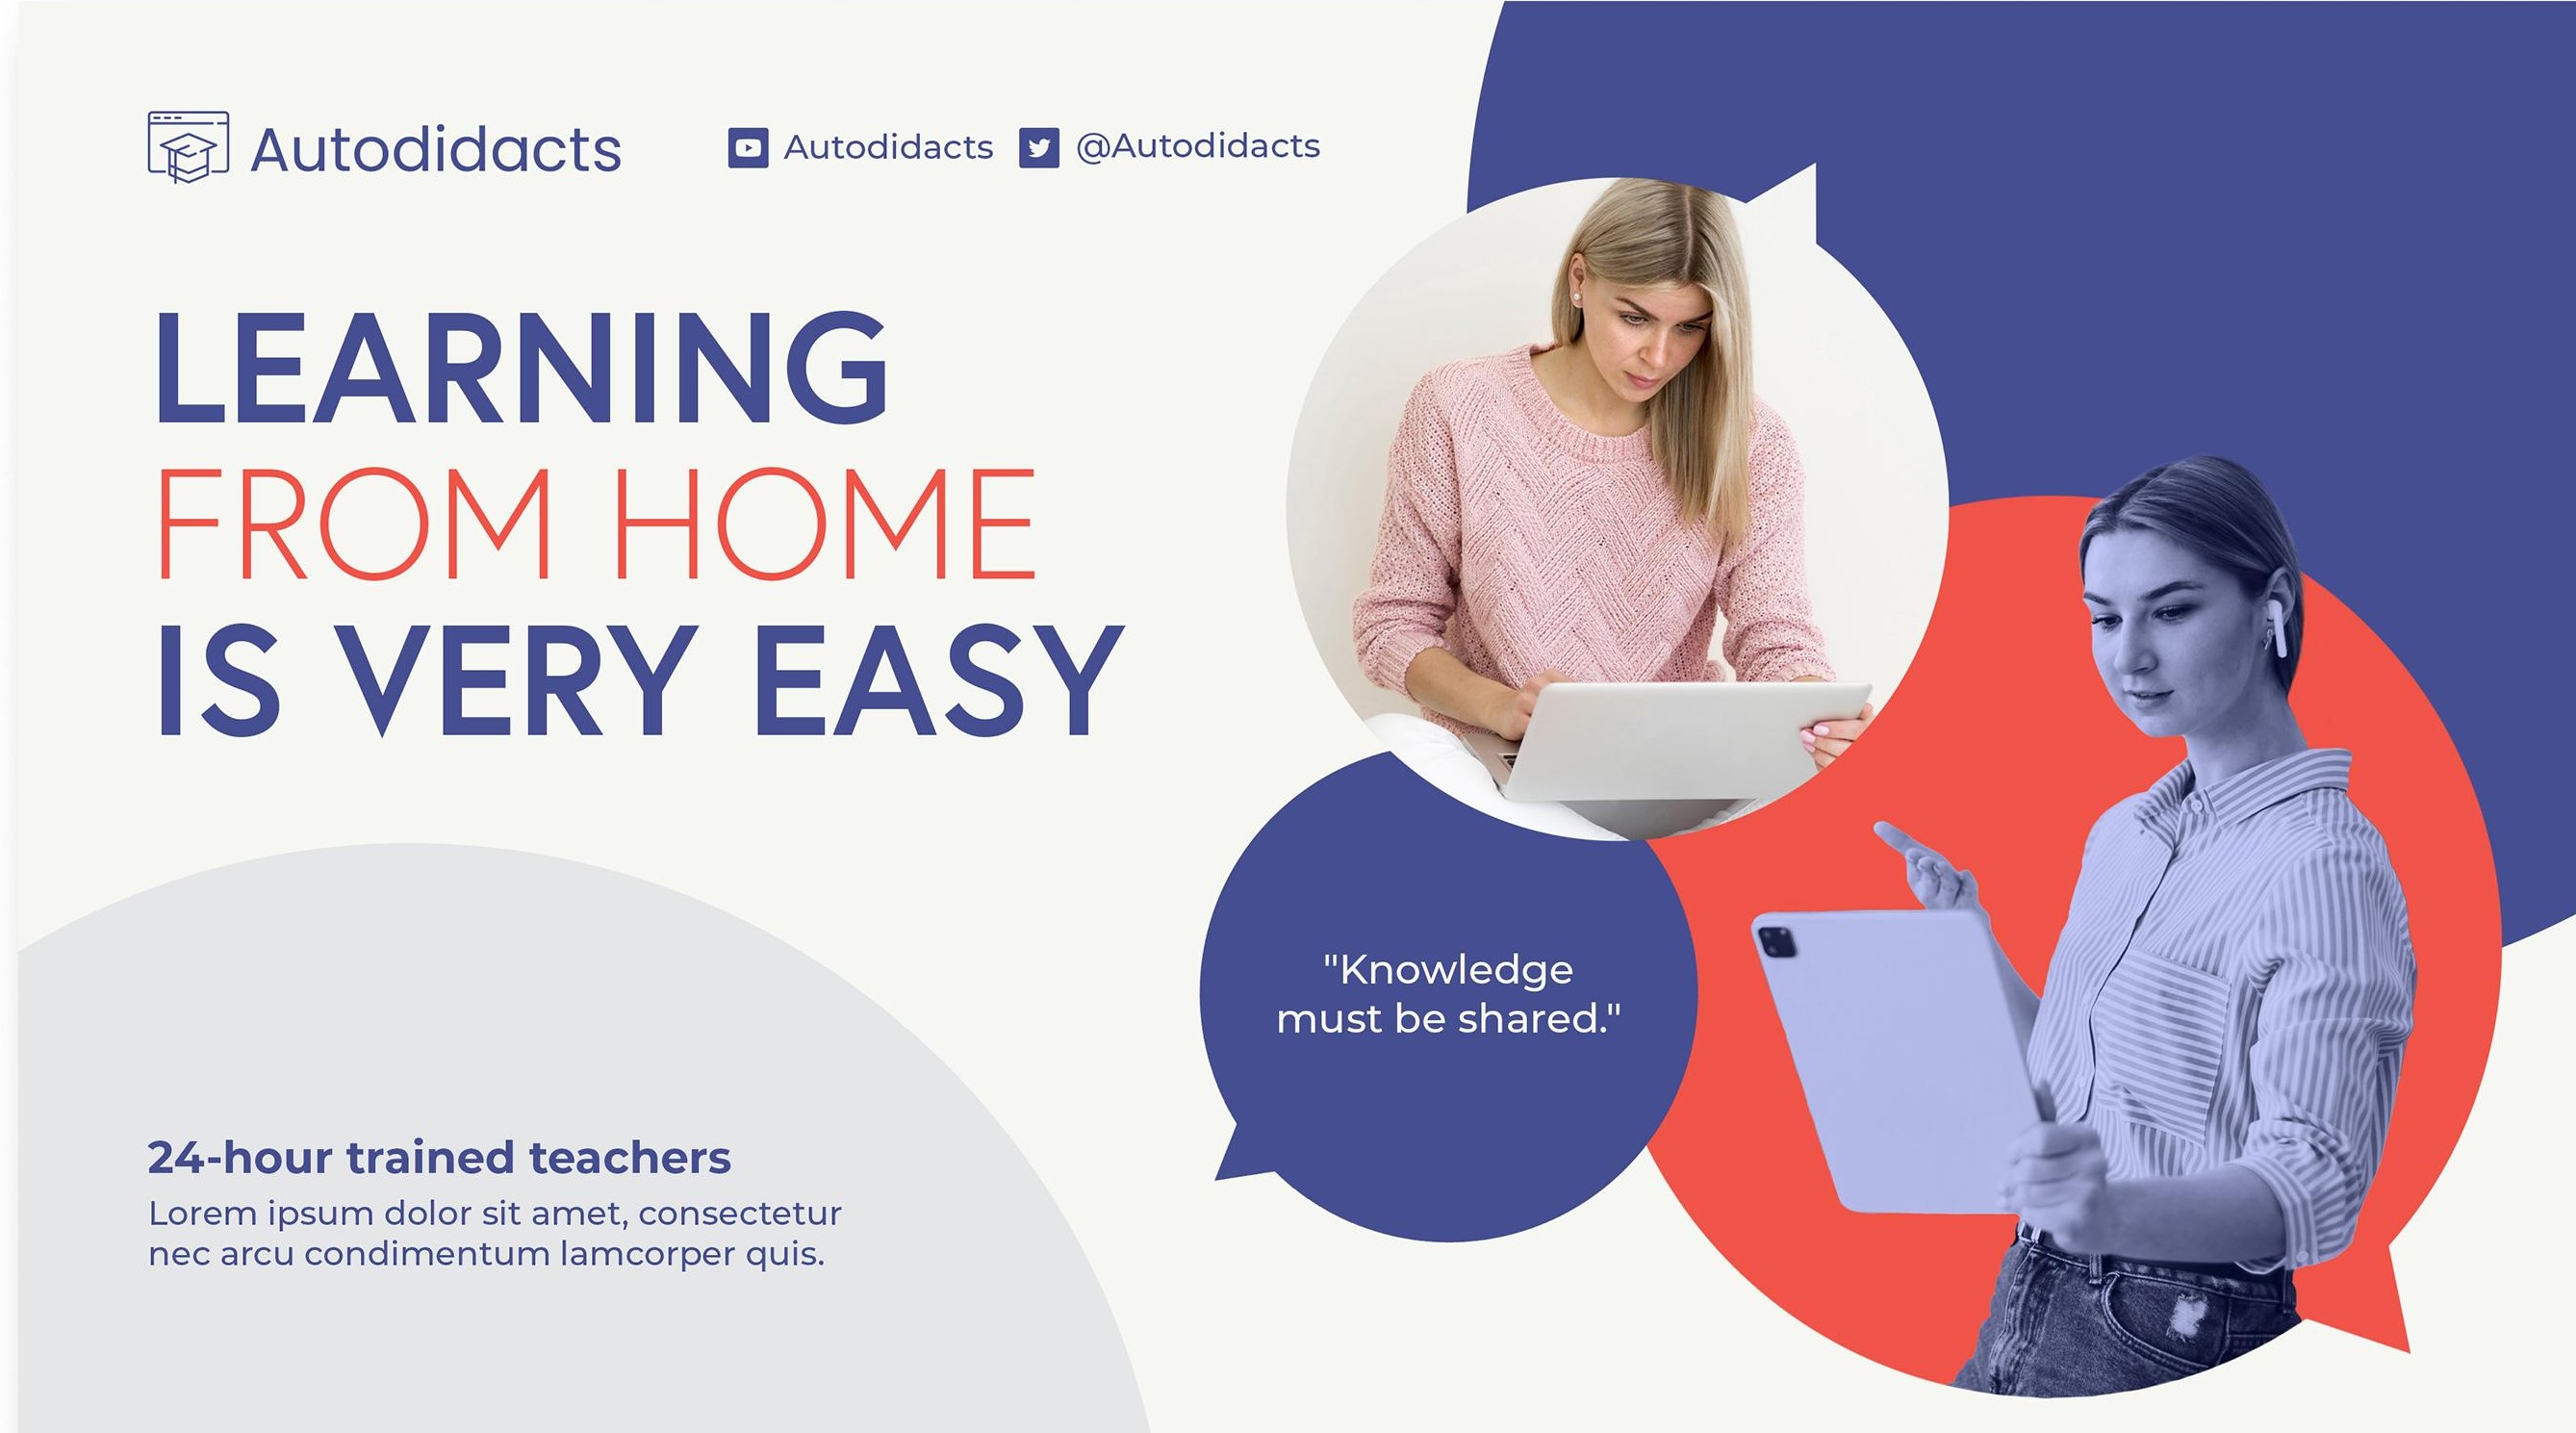 Autodidacts
Autodidacts
@Autodidacts
LEARNING
FROM HOME
IS VERY EASY
"Knowledge
must be shared."
24-hour trained teachers
Lorem ipsum dolor sit amet, consectetur
nec arcu condimentum lamcorper quis.